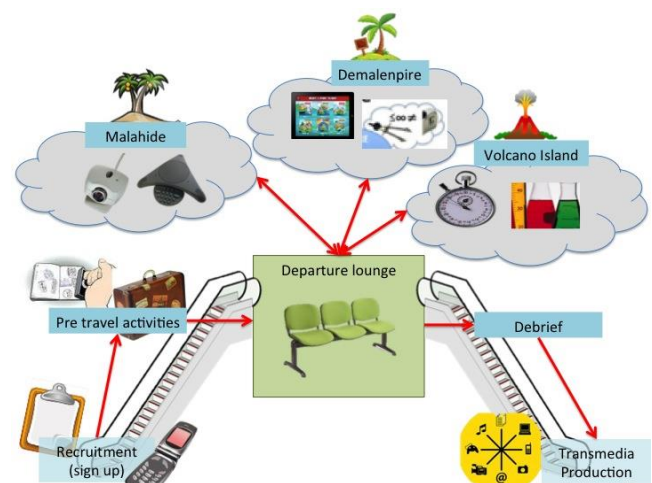 Demalenpire
Malahide
Volcano Island
Departure lounge
Pre travel activities
Debrief
Recruitment
(sign up)
Transmedia
Production
@